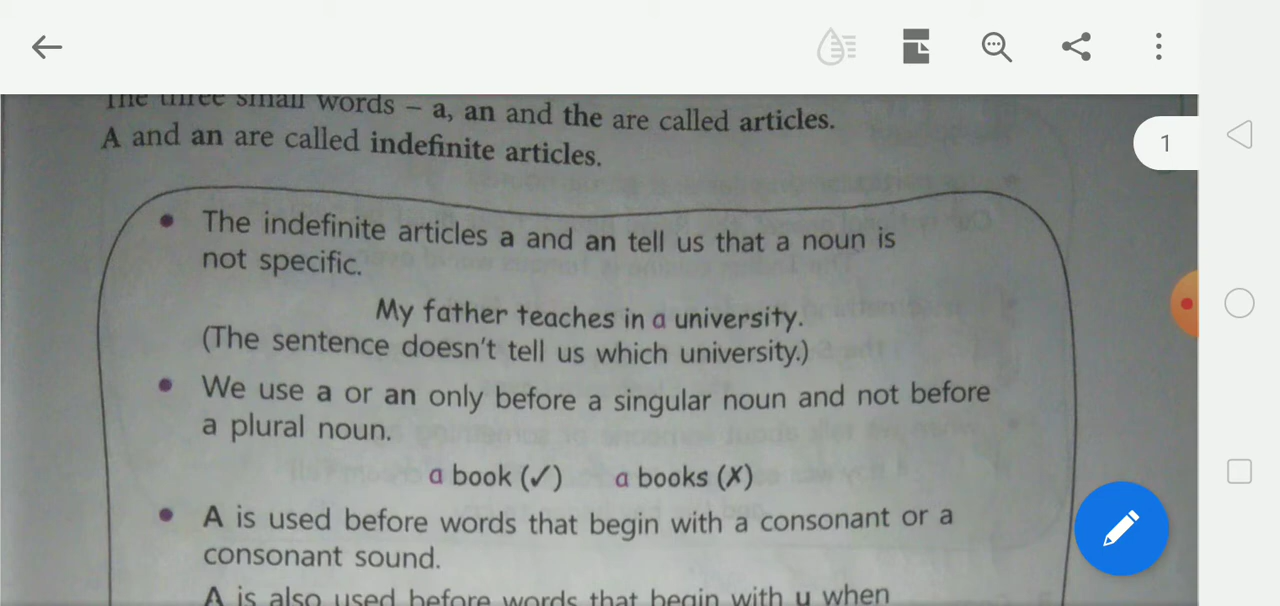 1
The three small words – a, an and the are called articles.
A and an are called indefinite articles.
• The indefinite articles a and an tell us that a noun is
not specific.
My father teaches in a university.
(The sentence doesn't tell us which university.)
• We use a or an only before a singular noun and not before
a plural noun.
a book (✓) a books (✗)
• A is used before words that begin with a consonant or a
consonant sound.
A is also used before words that begin with u when